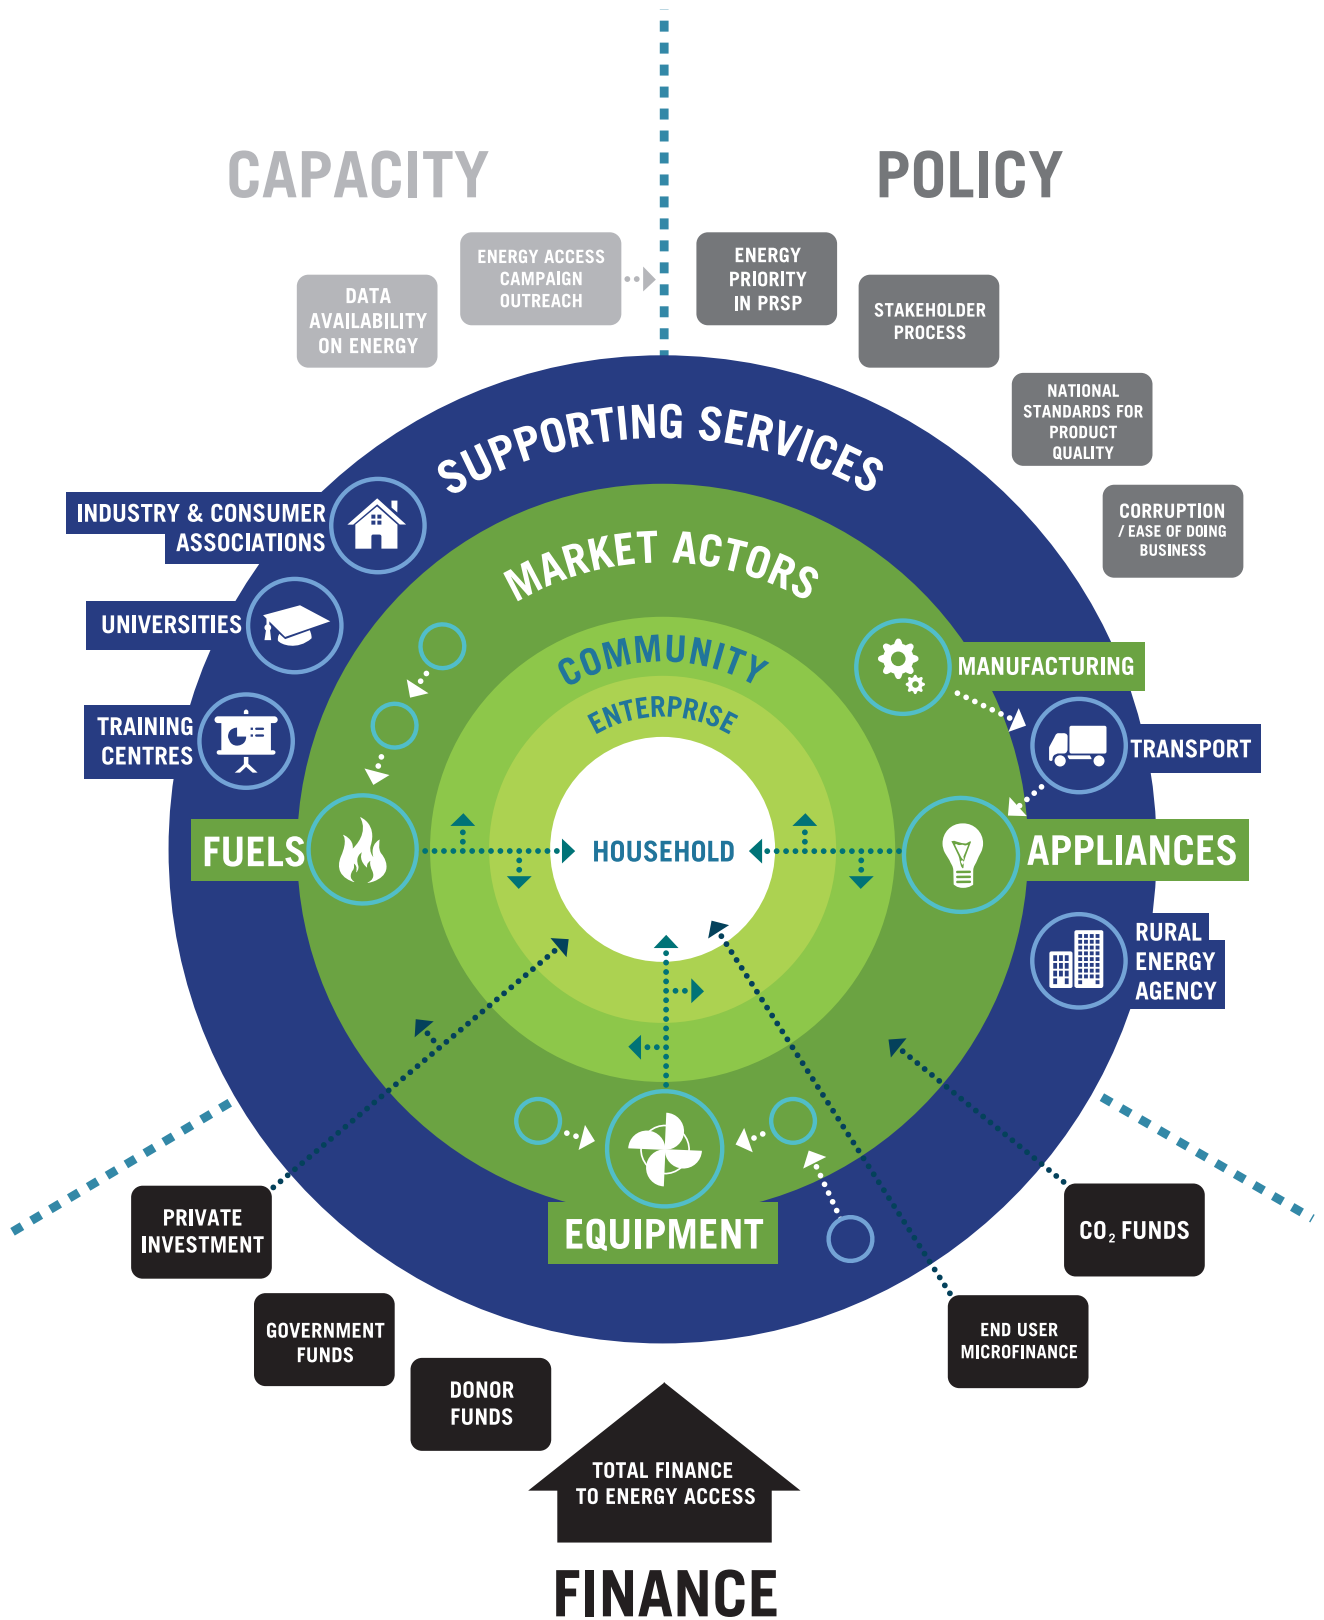 CAPACITY
POLICY
ENERGY ACCESS
CAMPAIGN
OUTREACH
DATA
AVAILABILITY
ON ENERGY
ENERGY
PRIORITY
IN PRSP
STAKEHOLDER
PROCESS
NATIONAL
STANDARDS FOR
PRODUCT
QUALITY
CORRUPTION
/ EASE OF DOING
BUSINESS
SUPPORTING SERVICES
MARKET ACTORS
COMMUNITY
ENTERPRISE
HOUSEHOLD
INDUSTRY & CONSUMER
ASSOCIATIONS
UNIVERSITIES
TRAINING
CENTRES
FUELS
MANUFACTURING
TRANSPORT
APPLIANCES
RURAL
ENERGY
AGENCY
EQUIPMENT
PRIVATE
INVESTMENT
GOVERNMENT
FUNDS
DONOR
FUNDS
CO₂ FUNDS
END USER
MICROFINANCE
TOTAL FINANCE
TO ENERGY ACCESS
FINANCE